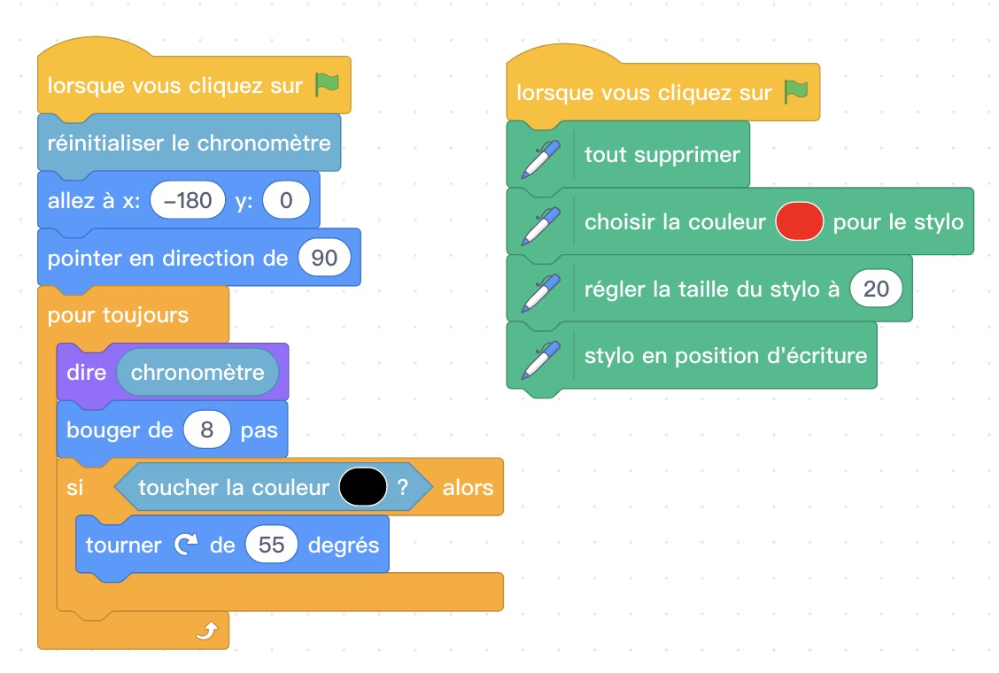 lorsque vous cliquez sur
réinitialiser le chronomètre
allez à x: -180 y: 0
pointer en direction de 90
pour toujours
dire chronomètre
bouger de 8 pas
si toucher la couleur ? alors
tourner de 55 degrés
lorsque vous cliquez sur
tout supprimer
choisir la couleur pour le stylo
régler la taille du stylo à 20
stylo en position d'écriture